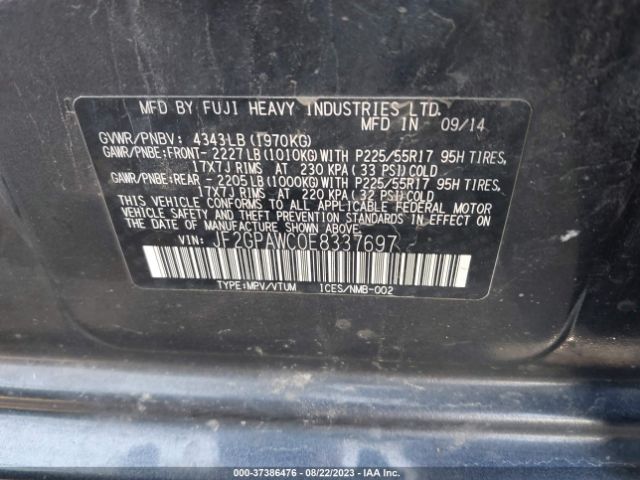 MFD BY FUJI HEAVY INDUSTRIES LTD.
MFD IN 09/14
GVWR/PNBV: 4343LB (1970KG)
GAWR/PNBE:FRONT- 2227LB (1010KG) WITH P225/55R17 95H TIRES,
17X7J RIMS AT 230 KPA (33 PSI) COLD
GAWR/PNBE:REAR - 2205LB (1000KG) WITH P225/55R17 95H TIRES,
17X7J RIMS AT 220 KPA (32 PSI) COLD
THIS VEHICLE CONFORMS TO ALL APPLICABLE FEDERAL MOTOR
VEHICLE SAFETY AND THEFT PREVENTION STANDARDS IN EFFECT ON
THE DATE OF MANUFACTURE SHOWN ABOVE.
VIN: JF2GPAWC0E8337697
TYPE:MPV/VTUM ICES/NMB-002
000-37386476 - 08/22/2023 - © IAA Inc.